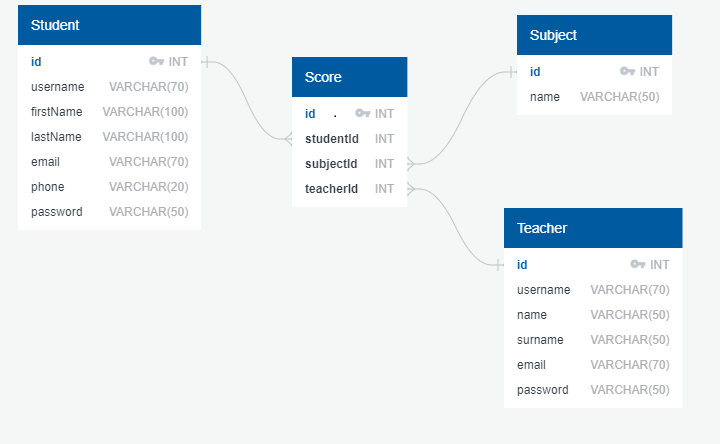 Student
id INT
username VARCHAR(70)
firstName VARCHAR(100)
lastName VARCHAR(100)
email VARCHAR(70)
phone VARCHAR(20)
password VARCHAR(50)
Score
id . INT
studentId INT
subjectId INT
teacherId INT
Subject
id INT
name VARCHAR(50)
Teacher
id INT
username VARCHAR(70)
name VARCHAR(50)
surname VARCHAR(50)
email VARCHAR(70)
password VARCHAR(50)